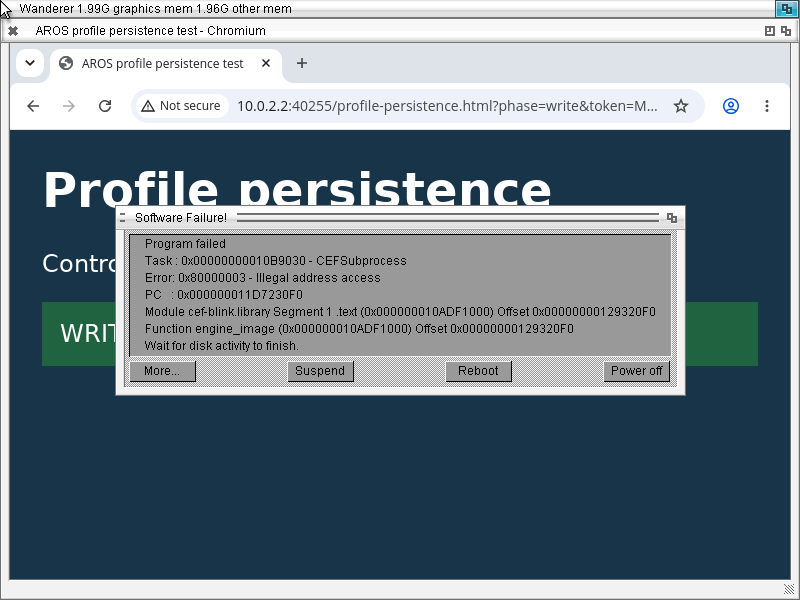 Wanderer 1.99G graphics mem 1.96G other mem
AROS profile persistence test - Chromium
AROS profile persistence test
Not secure
10.0.2.2:40255/profile-persistence.html?phase=write&token=M...
Profile persistence
Contro
WRIT
Software Failure!
Program failed
Task : 0x00000000010B9030 - CEFSubprocess
Error: 0x80000003 - Illegal address access
PC : 0x000000011D7230F0
Module cef-blink.library Segment 1 .text (0x000000010ADF1000) Offset 0x00000000129320F0
Function engine_image (0x000000010ADF1000) Offset 0x00000000129320F0
Wait for disk activity to finish.
More...
Suspend
Reboot
Power off